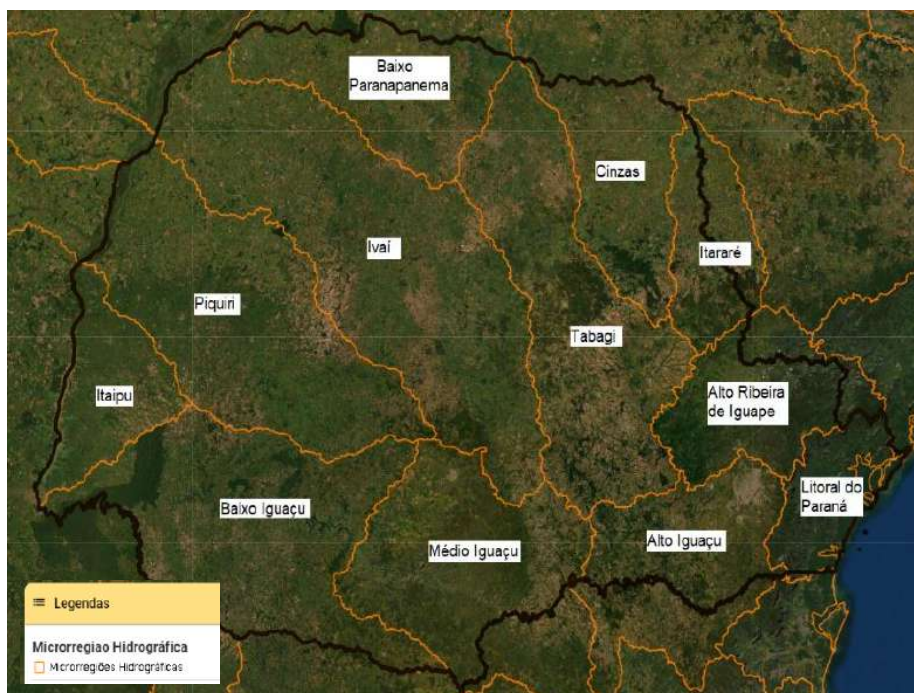 Baixo
Paranapanema
Cinzas
Ivaí
Itararé
Piquiri
Tabagi
Itaipu
Alto Ribeira
de Iguape
Litoral do
Paraná
Baixo Iguaçu
Alto Iguaçu
Médio Iguaçu
Legendas
Microrregiao Hidrográfica
Microrregiões Hidrográficas